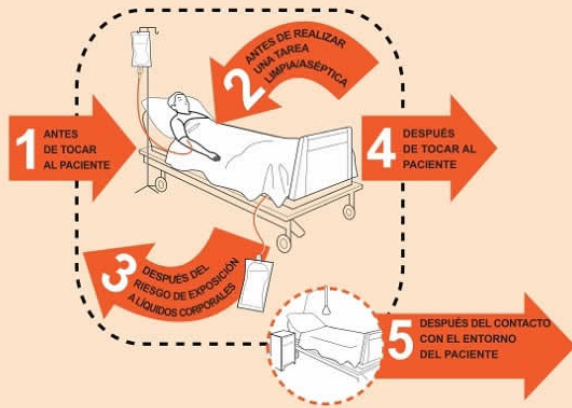 1 ANTES
DE TOCAR
AL PACIENTE
2 ANTES DE REALIZAR
UNA TAREA
LIMPIA/ASÉPTICA
3 DESPUÉS DEL
RIESGO DE EXPOSICIÓN
A LÍQUIDOS CORPORALES
4 DESPUÉS
DE TOCAR AL
PACIENTE
5 DESPUÉS DEL CONTACTO
CON EL ENTORNO
DEL PACIENTE